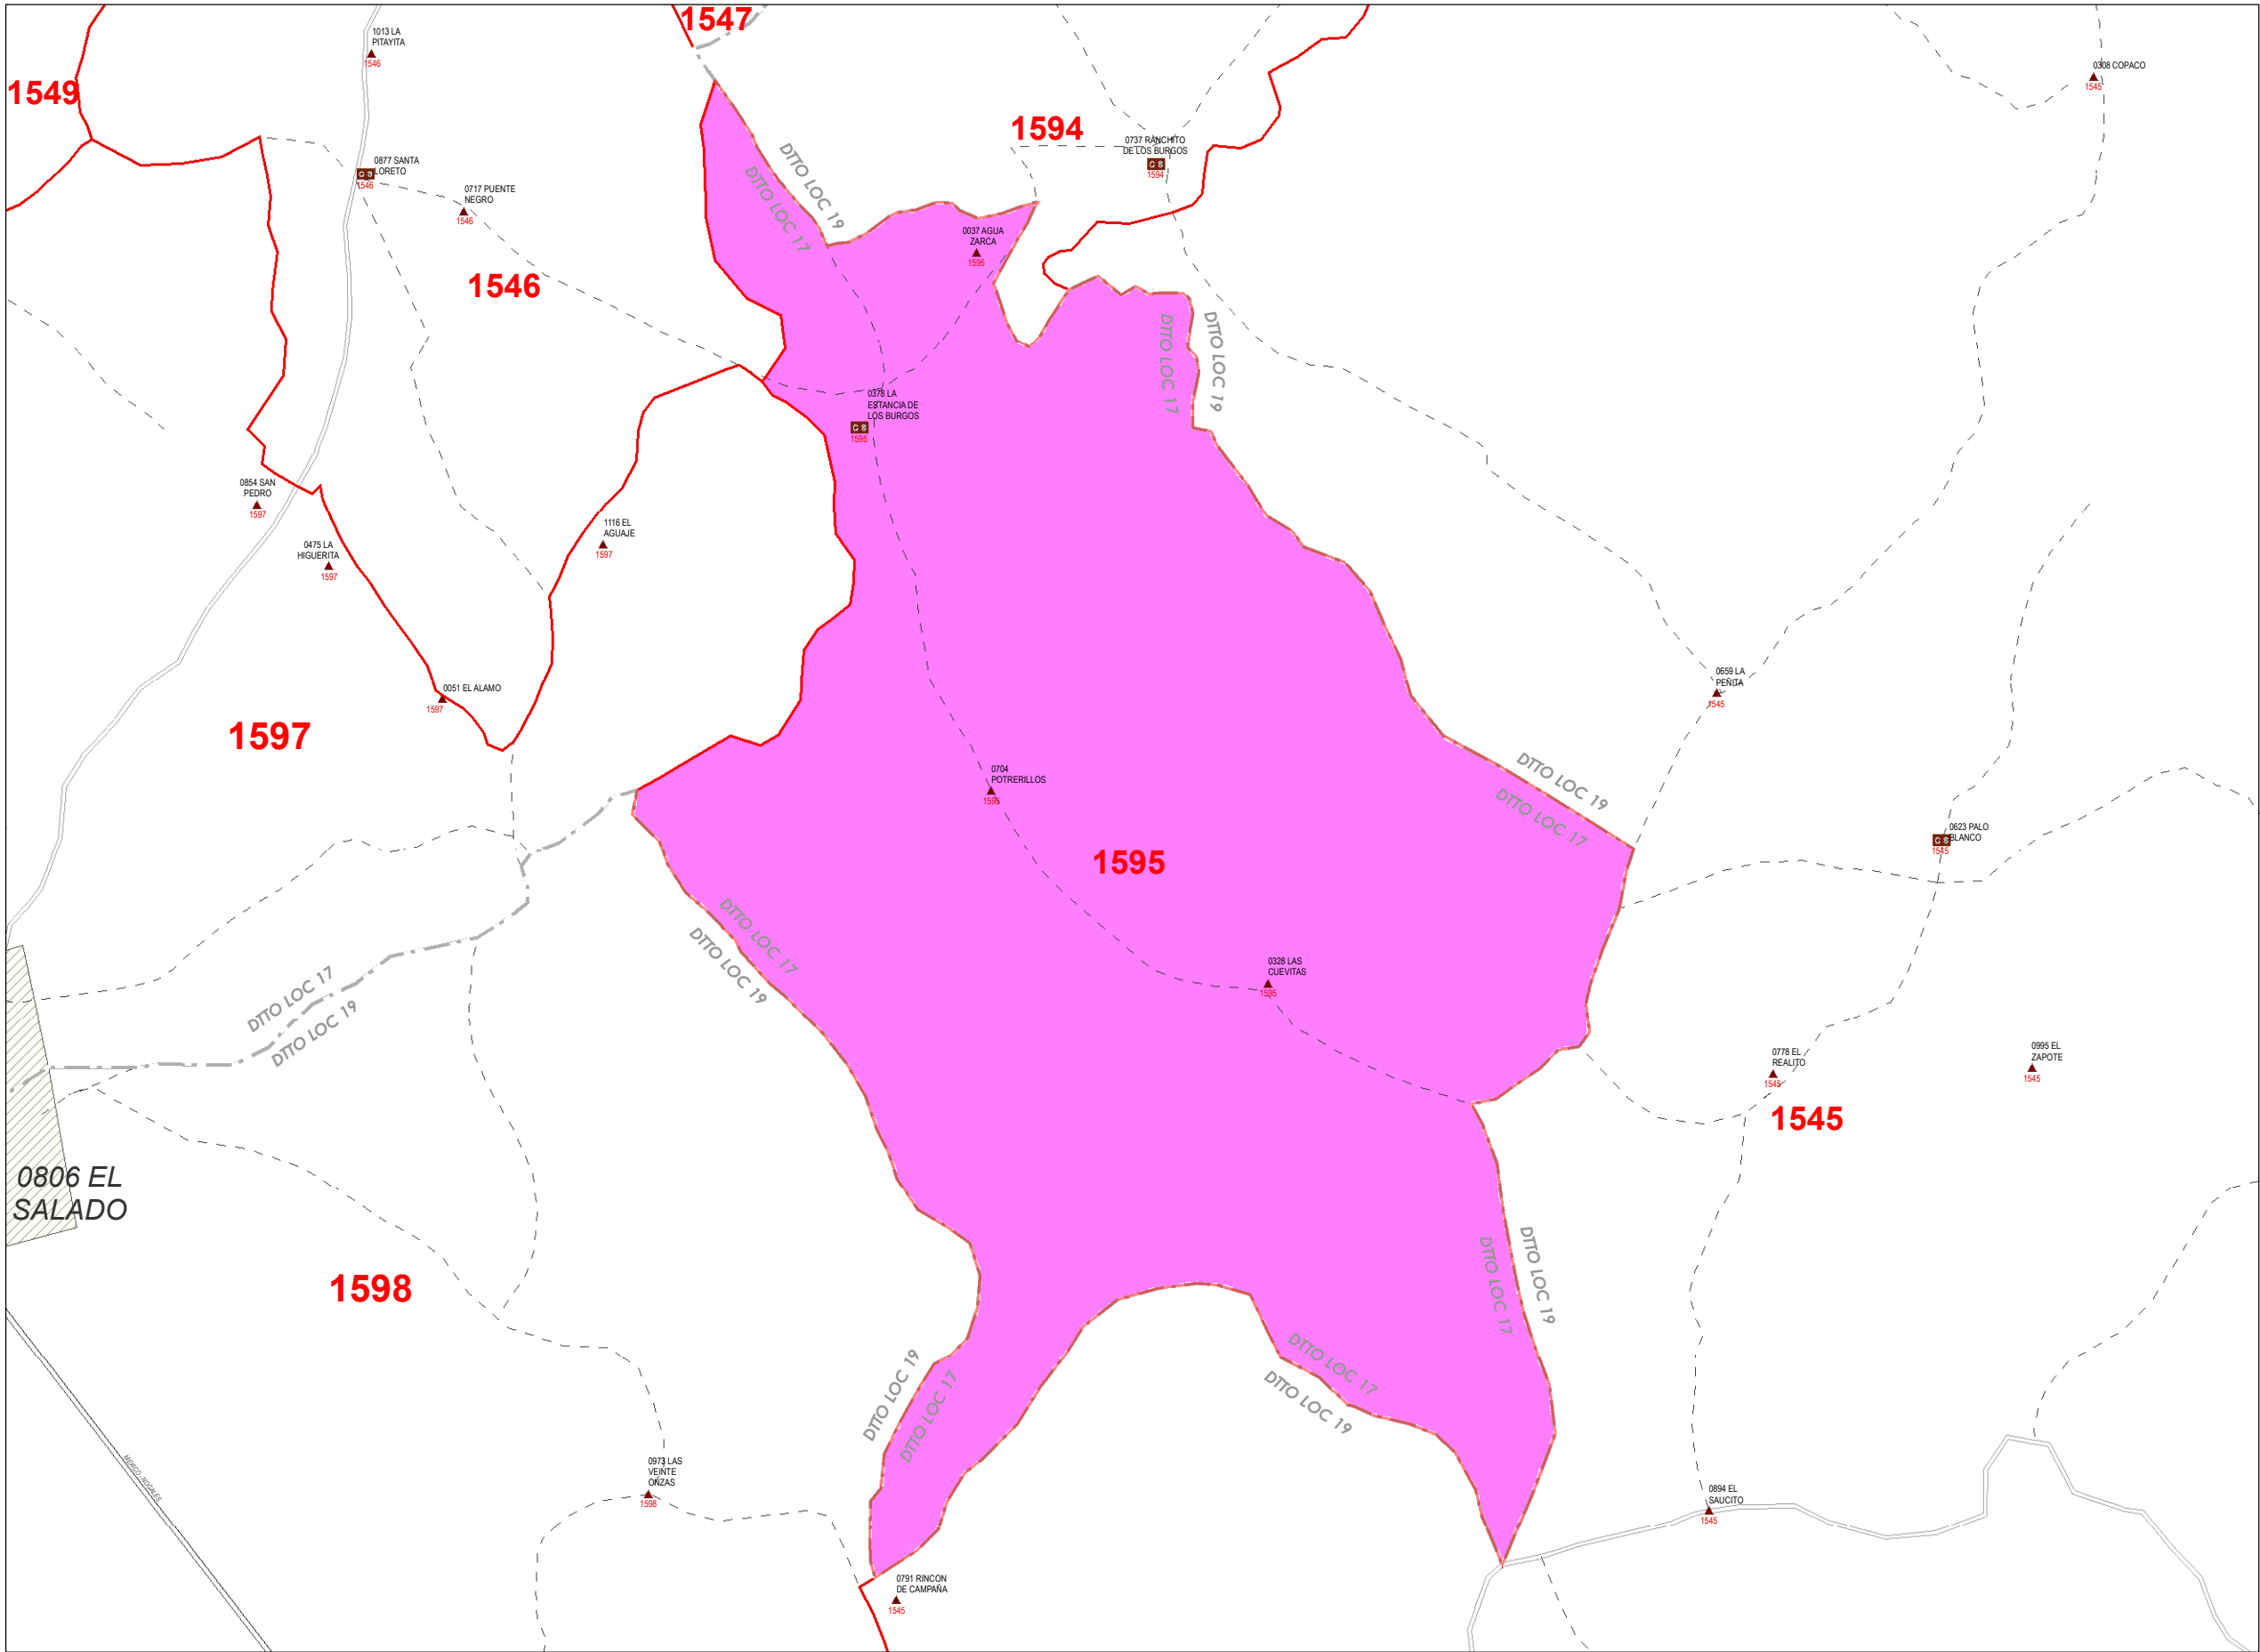 1547
1013 LA
PITAYITA
1546
0308 COPACO
1545
1549
1594
0737 RANCHITO
DE LOS BURGOS
C S
1594
DTTO LOC 19
DTTO LOC 17
0877 SANTA
LORETO
C S
1546
0717 PUENTE
NEGRO
1546
0037 AGUA
ZARCA
1595
1546
DTTO LOC 17
DTTO LOC 19
0378 LA
ESTANCIA DE
LOS BURGOS
C S
1595
0854 SAN
PEDRO
1597
1116 EL
AGUAJE
1597
0475 LA
HIGUERITA
1597
0051 EL ALAMO
1597
0659 LA
PEÑITA
1545
1597
0704
POTRERILLOS
1595
DTTO LOC 19
DTTO LOC 17
0623 PALO
BLANCO
C S
1545
1595
DTTO LOC 17
DTTO LOC 19
0328 LAS
CUEVITAS
1595
DTTO LOC 17
DTTO LOC 19
0778 EL
REALITO
1545
0995 EL
ZAPOTE
1545
1545
0806 EL
SALADO
1598
DTTO LOC 19
DTTO LOC 17
DTTO LOC 17
DTTO LOC 19
DTTO LOC 19
DTTO LOC 17
MEXICO - NOGALES
0973 LAS
VEINTE
ONZAS
1598
0894 EL
SAUCITO
1545
0791 RINCON
DE CAMPAÑA
1545